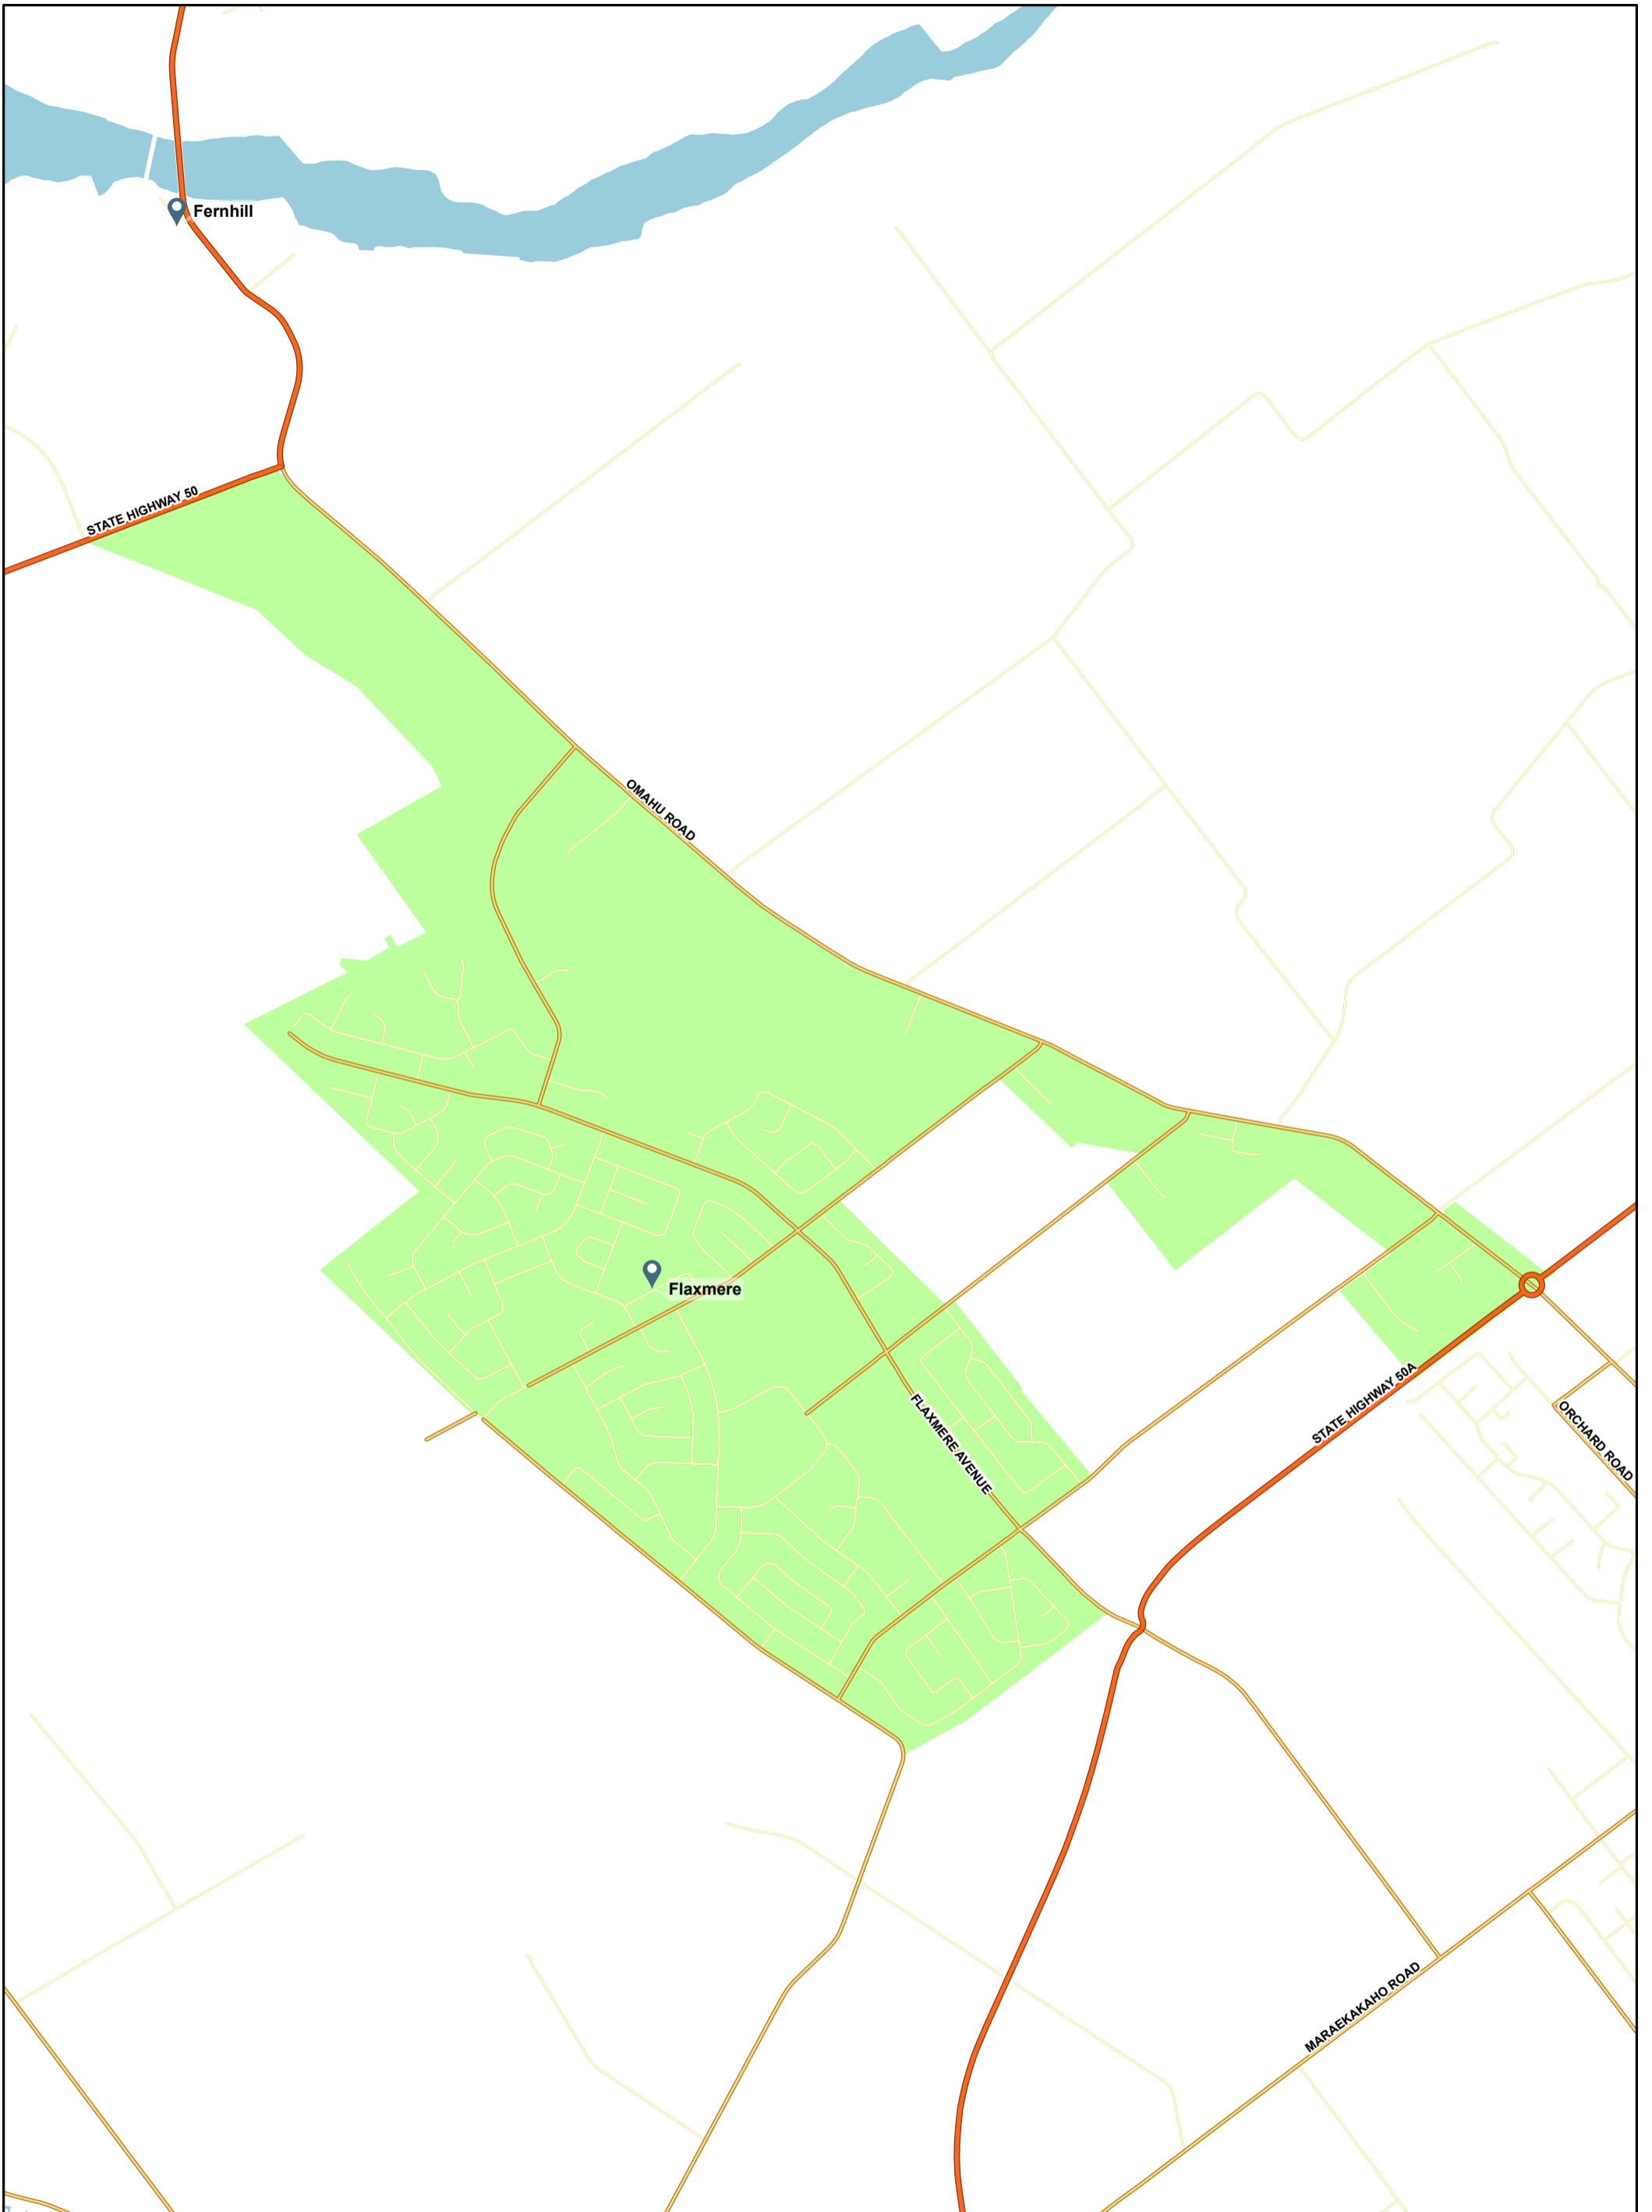 Fernhill
STATE HIGHWAY 50
OMAHU ROAD
Flaxmere
FLAXMERE AVENUE
STATE HIGHWAY 50A
ORCHARD ROAD
MARAEKAKAHO ROAD